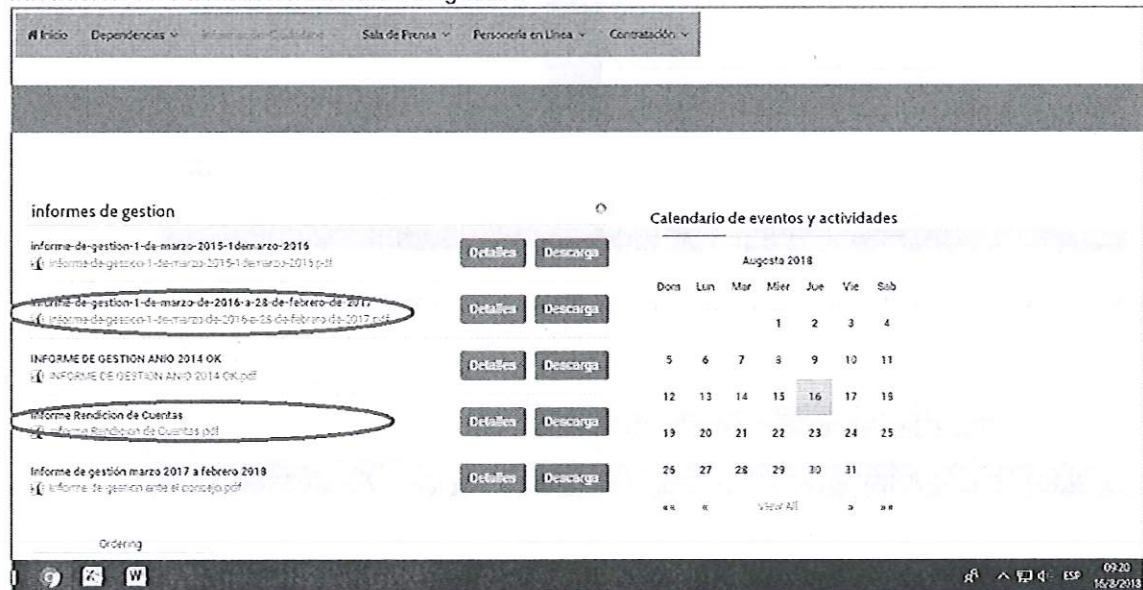 Inicio Dependencias Información Ciudadana Sala de Prensa Personería en Línea Contratación
informes de gestion
informe-de-gestion-1-de-marzo-2015-1demarzo-2016
informe-de-gestion-1-de-marzo-2015-1demarzo-2016.pdf
Detalles Descarga
informe-de-gestion-1-de-marzo-de-2016-a-28-de-febrero-de-2017
informe-de-gestion-1-de-marzo-de-2016-a-28-de-febrero-de-2017.pdf
Detalles Descarga
INFORME DE GESTION ANIO 2014 OK
INFORME DE GESTION ANIO 2014 OK.pdf
Detalles Descarga
Informe Rendicion de Cuentas
Informe Rendicion de Cuentas.pdf
Detalles Descarga
Informe de gestión marzo 2017 a febrero 2018
Informe de gestion ante el concejo.pdf
Detalles Descarga
Ordering
Calendario de eventos y actividades
Augosto 2018
Dom Lun Mar Mier Jue Vie Sab
1 2 3 4
5 6 7 8 9 10 11
12 13 14 15 16 17 18
19 20 21 22 23 24 25
26 27 28 29 30 31
«« « View All » »»
W
ESP 09:20
16/8/2018